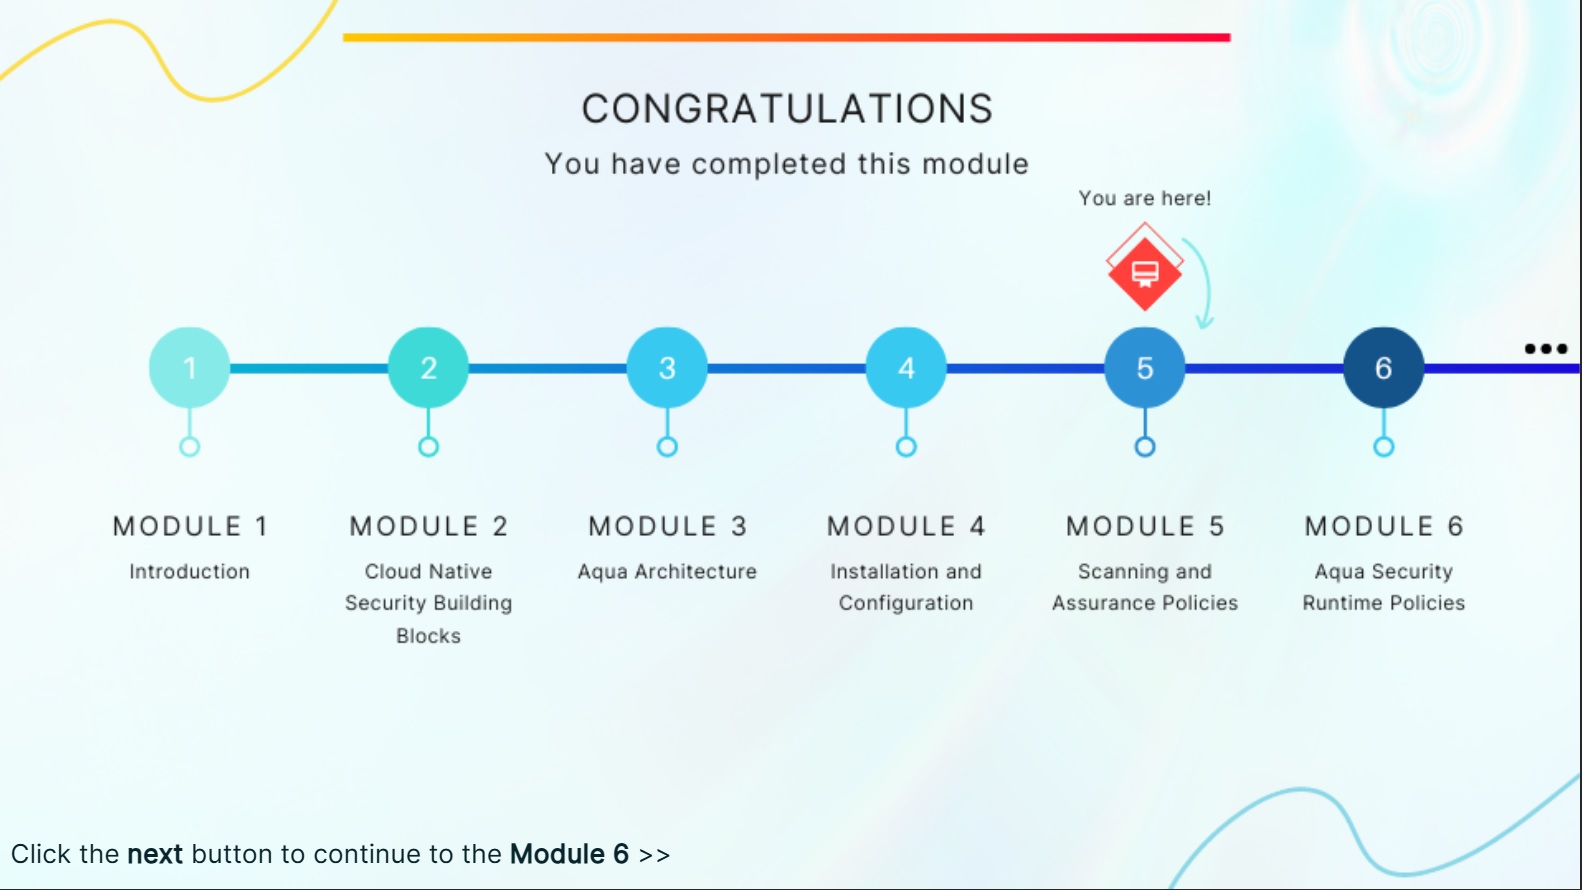 CONGRATULATIONS
You have completed this module
You are here!
1
2
3
4
5
6
MODULE 1
Introduction
MODULE 2
Cloud Native
Security Building
Blocks
MODULE 3
Aqua Architecture
MODULE 4
Installation and
Configuration
MODULE 5
Scanning and
Assurance Policies
MODULE 6
Aqua Security
Runtime Policies
Click the next button to continue to the Module 6 >>